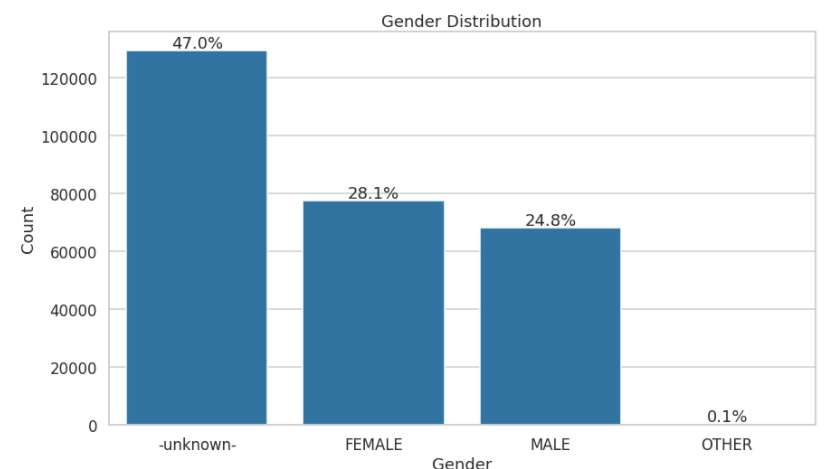 Gender Distribution
47.0%
28.1%
24.8%
0.1%
120000
100000
80000
60000
40000
20000
0
Count
-unknown-
FEMALE
MALE
OTHER
Gender